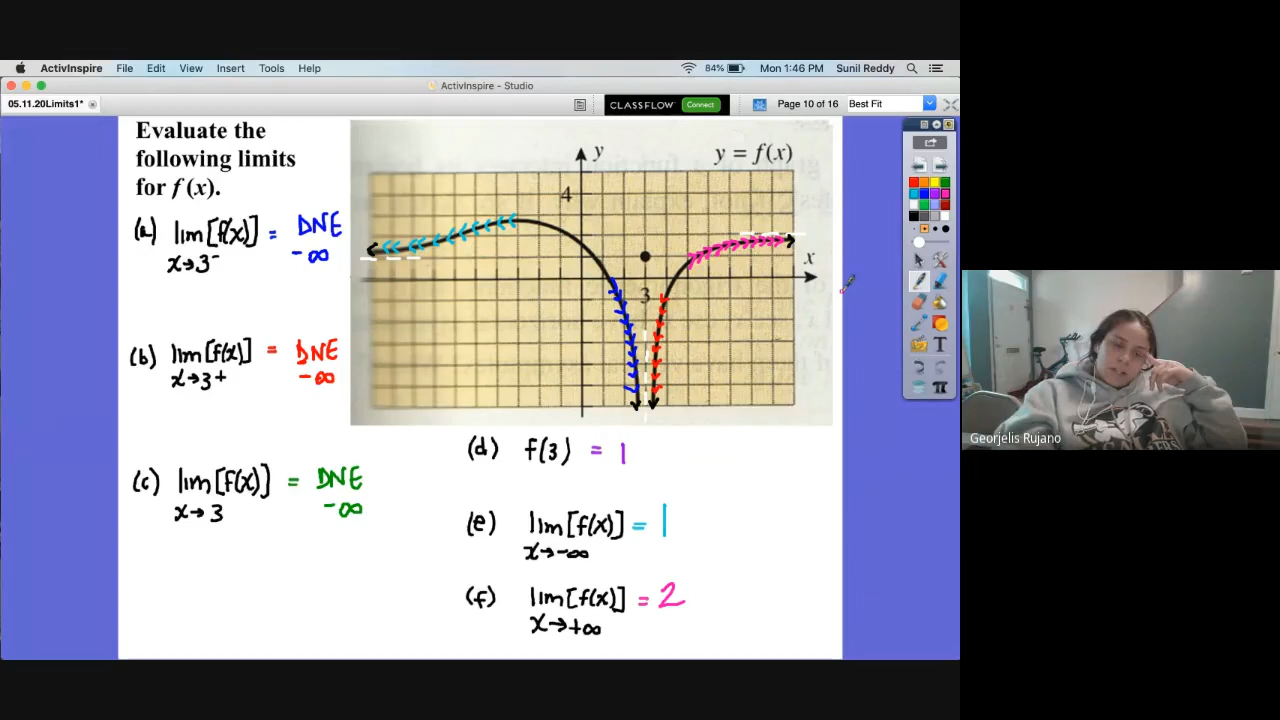 ActivInspire File Edit View Insert Tools Help 84% Mon 1:46 PM Sunil Reddy
ActivInspire - Studio
05.11.20Limits1*
CLASSFLOW Connect
Page 10 of 16
Best Fit
Evaluate the
following limits
for f (x).
(a) lim [f(x)] = DNE
x→3⁻ -∞
(b) lim [f(x)] = DNE
x→3+ -∞
(c) lim [f(x)] = DNE
x→3 -∞
y
y = f(x)
4
x
3
(d) f(3) = 1
(e) lim [f(x)] = 1
x→-∞
(f) lim [f(x)] = 2
x→+∞
T
π
Georjelis Rujano